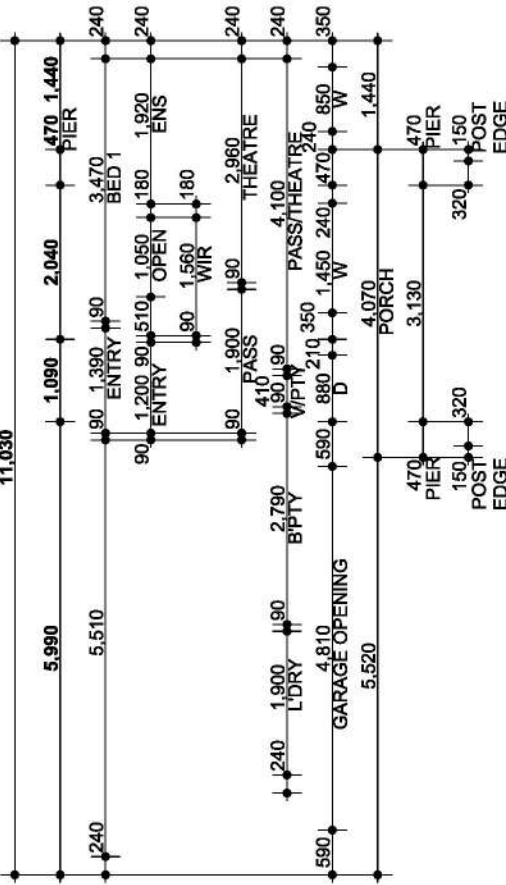 11,030
5,990 1,090 2,040 470 1,440
PIER
240 5,510 90 1,390 90 3,470 240
ENTRY BED 1
90 1,200 90 510 1,050 180 1,920 240
ENTRY OPEN ENS
90 1,560 180
WIR
90 1,900 90 2,960 240
PASS THEATRE
240 1,900 90 2,790 90 410 90 4,100 240
L'DRY B'PTY WPTY PASS/THEATRE
590 4,810 590 880 210 350 1,450 240 470 240 850 350
GARAGE OPENING D W W
5,520 4,070 1,440
PORCH
470 3,130 470
PIER PIER
150 320 320 150
POST POST
EDGE EDGE